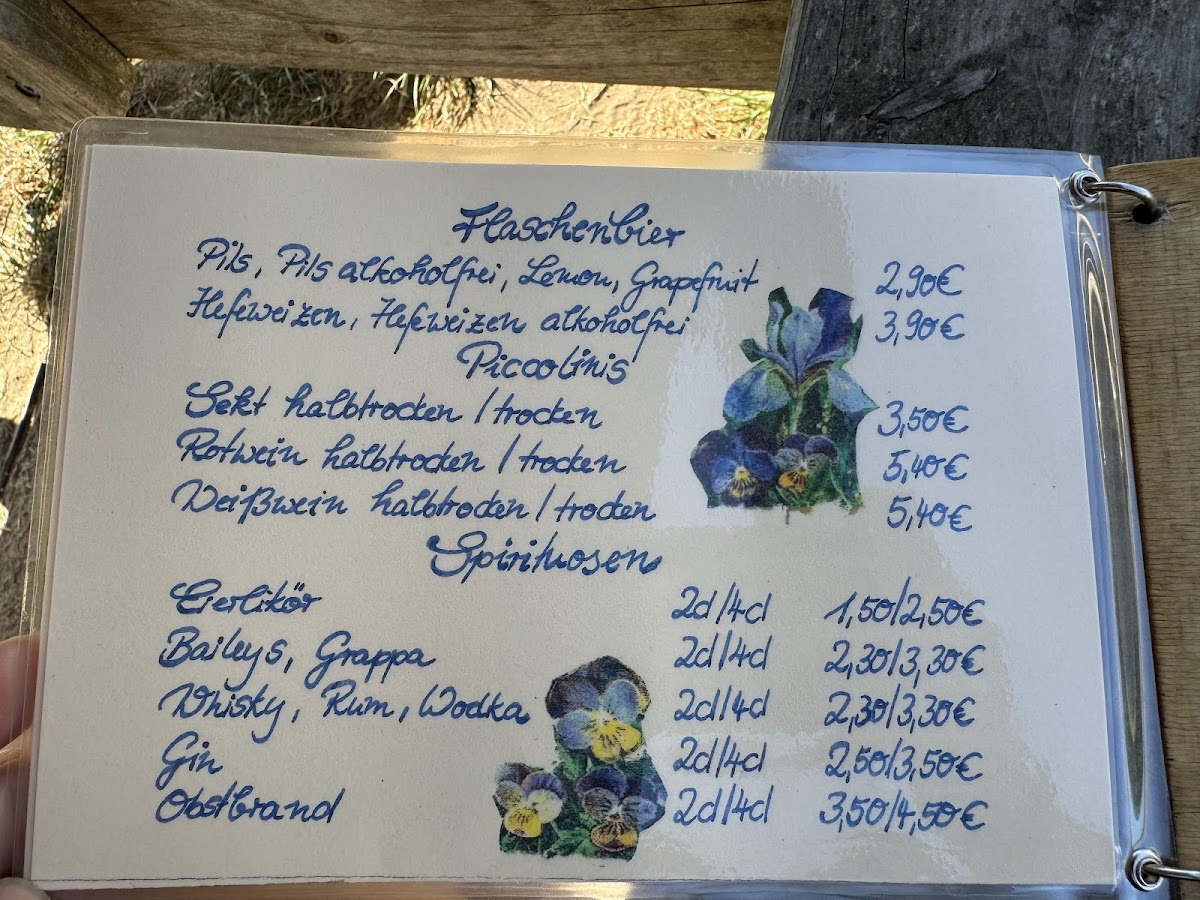 Flaschenbier
Pils, Pils alkoholfrei, Lemon, Grapefruit 2,90€
Hefeweizen, Hefeweizen alkoholfrei 3,90€
Piccolinis
Sekt halbtrocken / trocken 3,50€
Rotwein halbtrocken / trocken 5,40€
Weißwein halbtrocken / trocken 5,40€
Spirituosen
Eierlikör 2cl/4cl 1,50/2,50€
Baileys, Grappa 2cl/4cl 2,30/3,30€
Whisky, Rum, Wodka 2cl/4cl 2,30/3,30€
Gin 2cl/4cl 2,50/3,50€
Obstbrand 2cl/4cl 3,50/4,50€